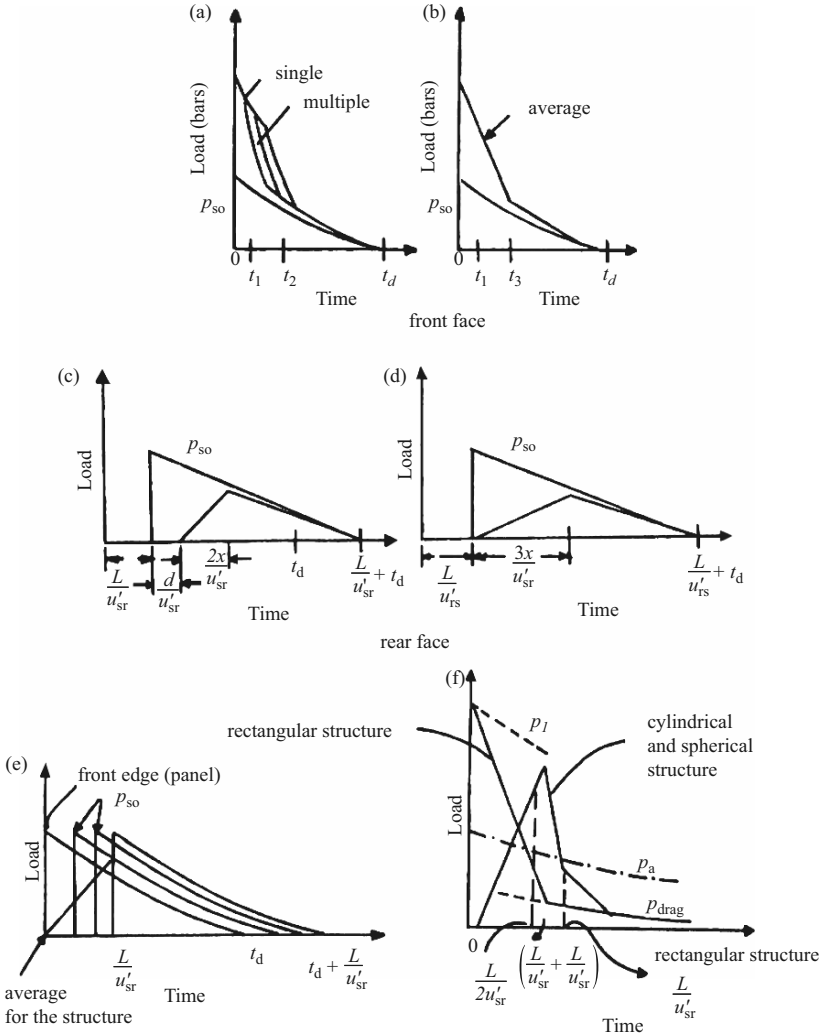 (a)
Load (bars)
single
multiple
p_so
0
t_1
t_2
t_d
Time
(b)
Load (bars)
average
p_so
0
t_1
t_3
t_d
Time
front face
(c)
Load
p_so
L/u'_sr
d/u'_sr
2x/u'_sr
t_d
L/u'_sr + t_d
Time
(d)
Load
p_so
L/u'_rs
3x/u'_sr
L/u'_rs + t_d
Time
rear face
(e)
front edge (panel)
p_so
Load
L/u'_sr
t_d
t_d + L/u'_sr
average
for the structure
Time
(f)
rectangular structure
p_1
cylindrical
and spherical
structure
Load
p_a
p_drag
0
L/2u'_sr
(L/u'_sr + L/u'_sr)
rectangular structure
L/u'_sr
Time